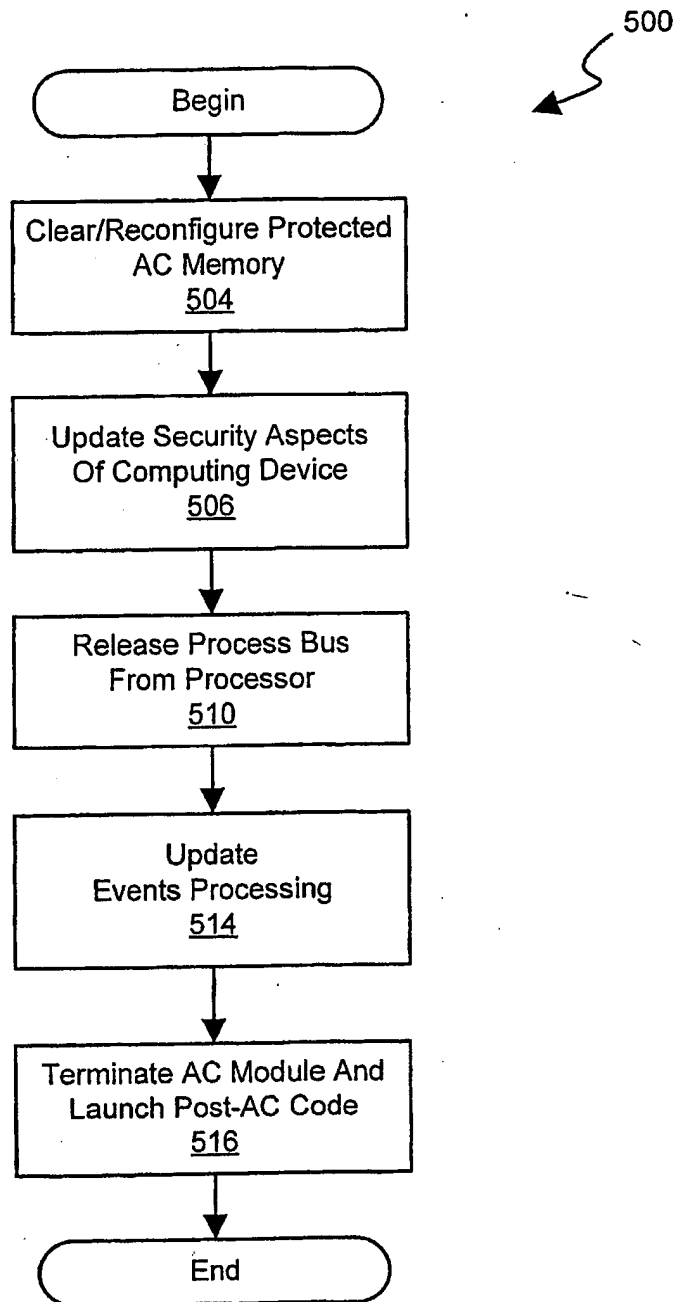 500
Begin
Clear/Reconfigure Protected
AC Memory
504
Update Security Aspects
Of Computing Device
506
Release Process Bus
From Processor
510
Update
Events Processing
514
Terminate AC Module And
Launch Post-AC Code
516
End